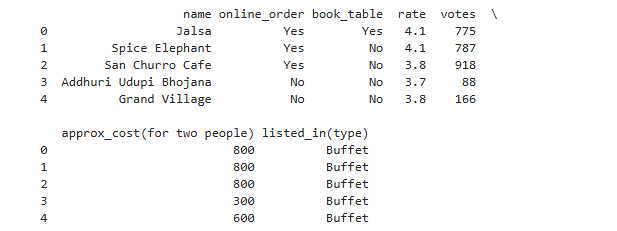 name online_order book_table rate votes \
0 Jalsa Yes Yes 4.1 775
1 Spice Elephant Yes No 4.1 787
2 San Churro Cafe Yes No 3.8 918
3 Addhuri Udupi Bhojana No No 3.7 88
4 Grand Village No No 3.8 166
approx_cost(for two people) listed_in(type)
0 800 Buffet
1 800 Buffet
2 800 Buffet
3 300 Buffet
4 600 Buffet